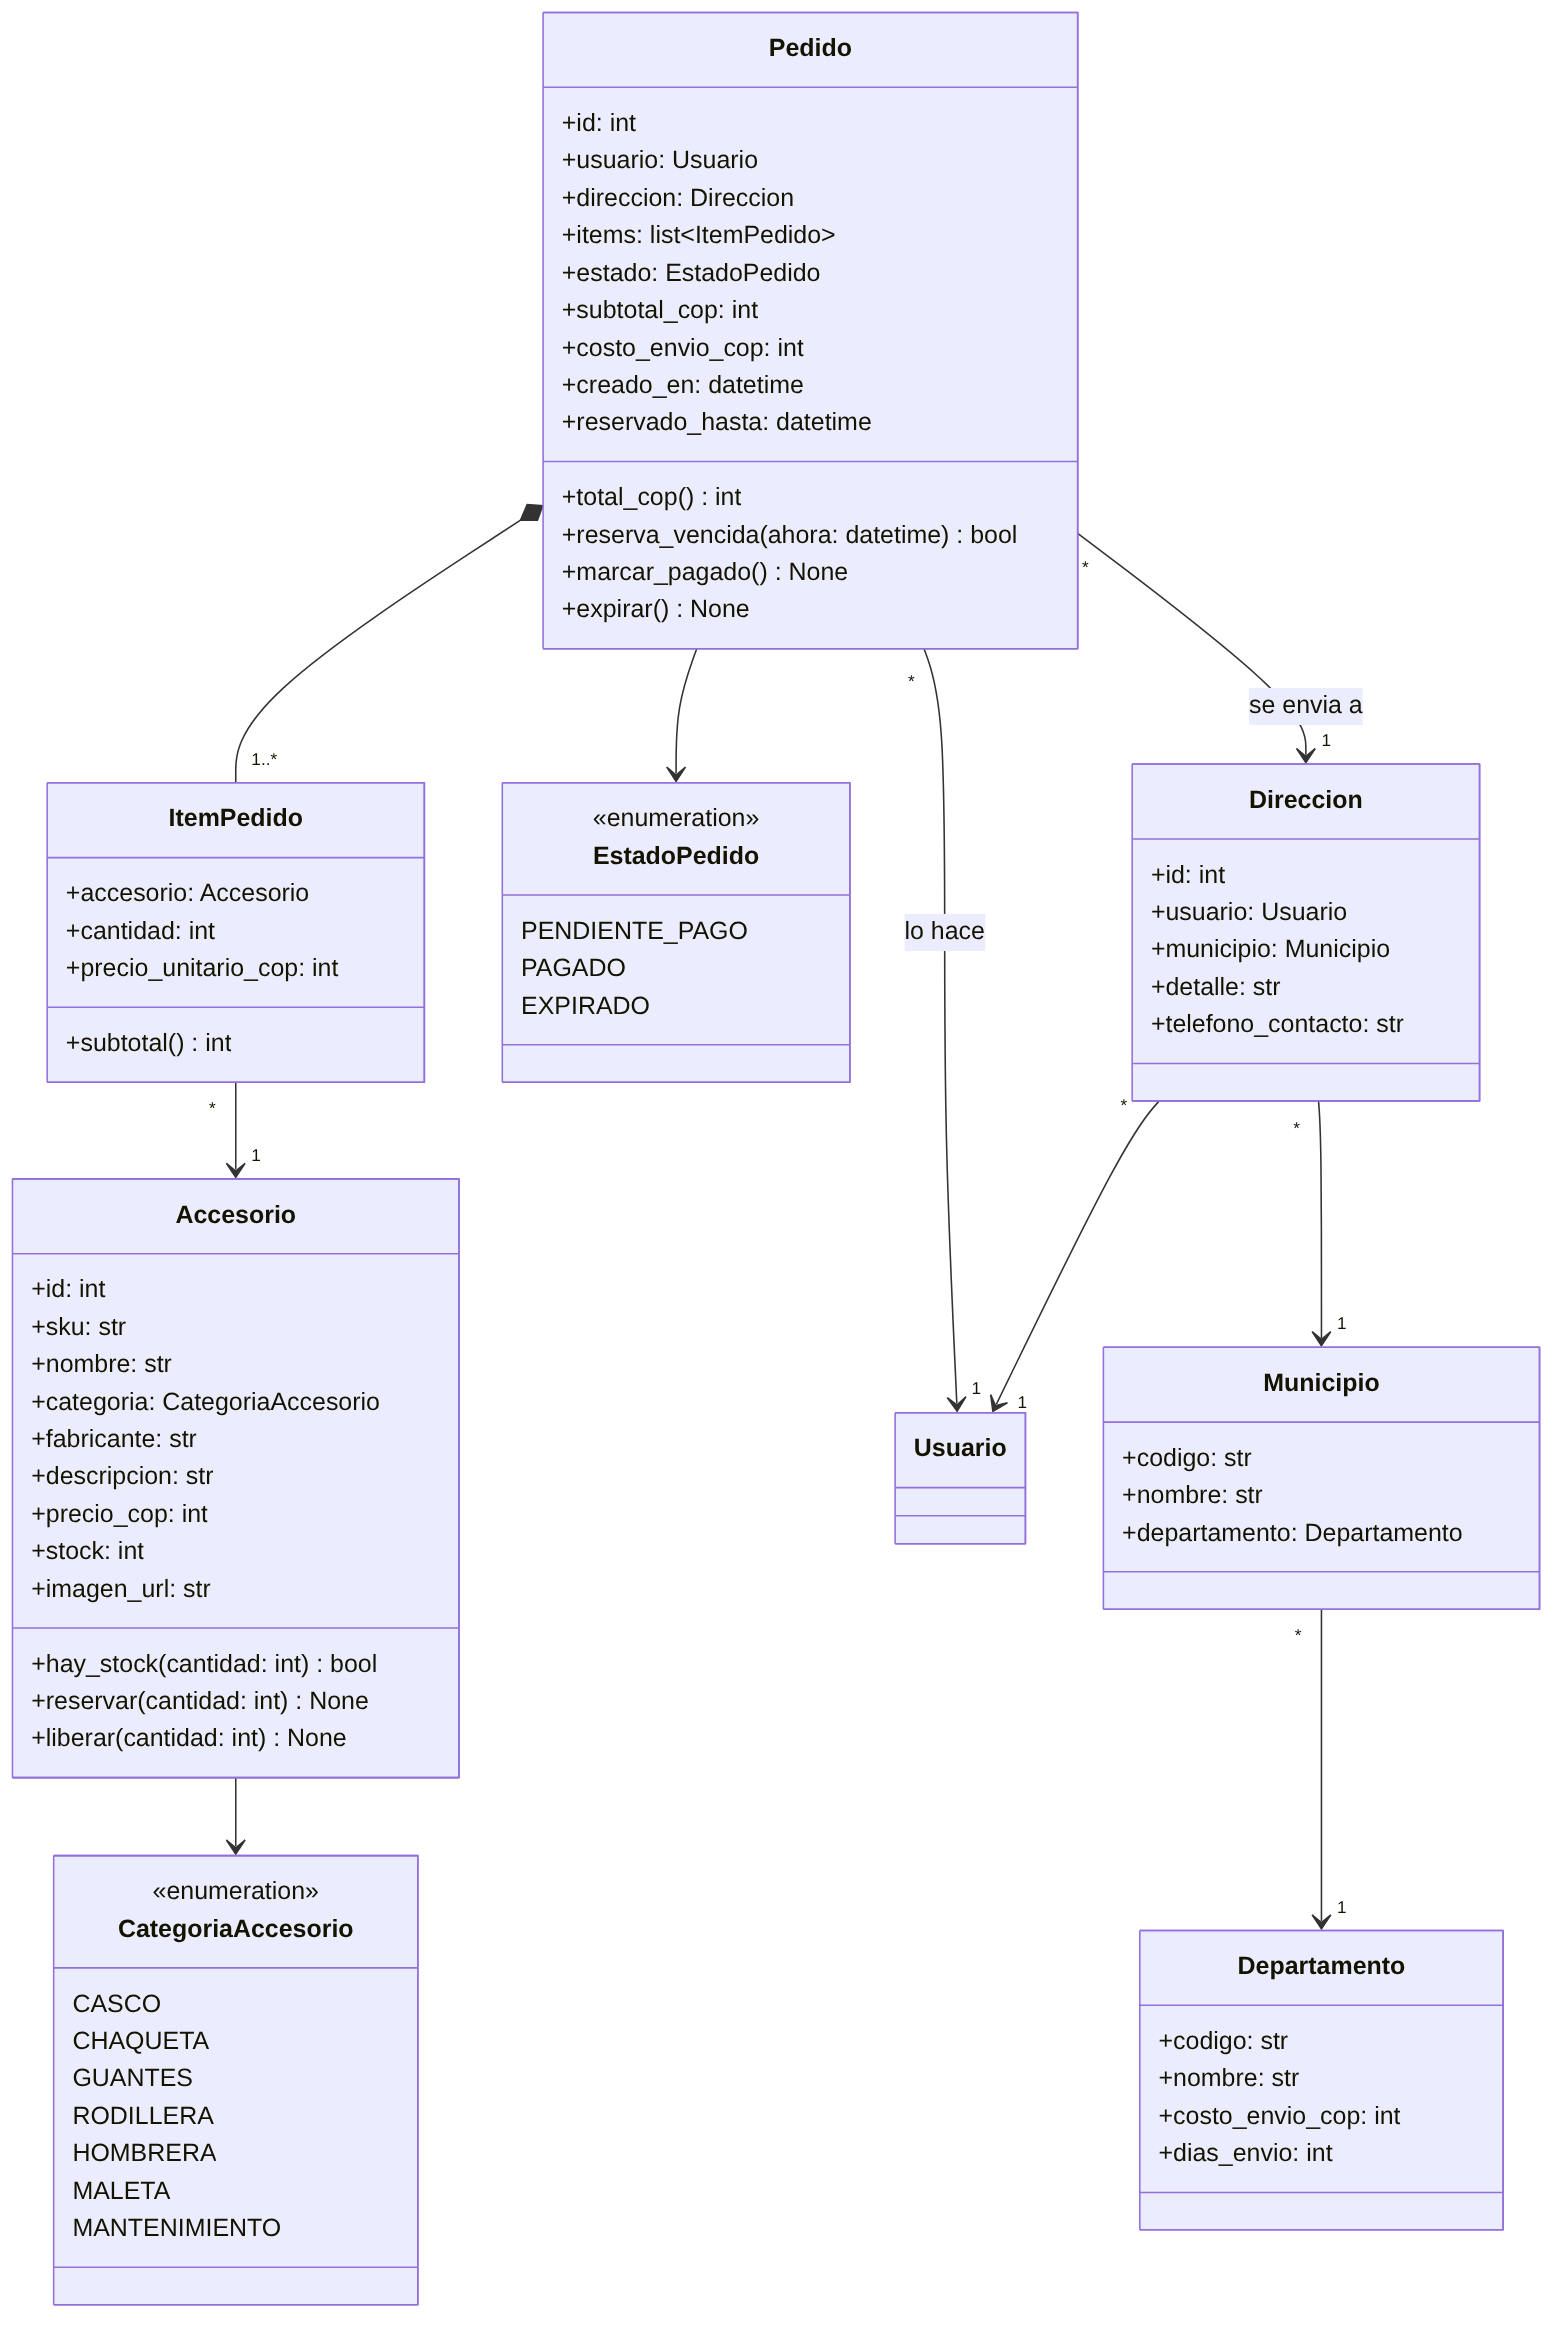 Pedido
+id: int
+usuario: Usuario
+direccion: Direccion
+items: list<ItemPedido>
+estado: EstadoPedido
+subtotal_cop: int
+costo_envio_cop: int
+creado_en: datetime
+reservado_hasta: datetime
+total_cop() : int
+reserva_vencida(ahora: datetime) : bool
+marcar_pagado() : None
+expirar() : None
*
*
se envia a
1
1..*
ItemPedido
+accesorio: Accesorio
+cantidad: int
+precio_unitario_cop: int
+subtotal() : int
«enumeration»
EstadoPedido
PENDIENTE_PAGO
PAGADO
EXPIRADO
lo hace
Direccion
+id: int
+usuario: Usuario
+municipio: Municipio
+detalle: str
+telefono_contacto: str
*
1
*
*
1
1
1
Accesorio
+id: int
+sku: str
+nombre: str
+categoria: CategoriaAccesorio
+fabricante: str
+descripcion: str
+precio_cop: int
+stock: int
+imagen_url: str
+hay_stock(cantidad: int) : bool
+reservar(cantidad: int) : None
+liberar(cantidad: int) : None
Usuario
Municipio
+codigo: str
+nombre: str
+departamento: Departamento
*
1
«enumeration»
CategoriaAccesorio
CASCO
CHAQUETA
GUANTES
RODILLERA
HOMBRERA
MALETA
MANTENIMIENTO
Departamento
+codigo: str
+nombre: str
+costo_envio_cop: int
+dias_envio: int